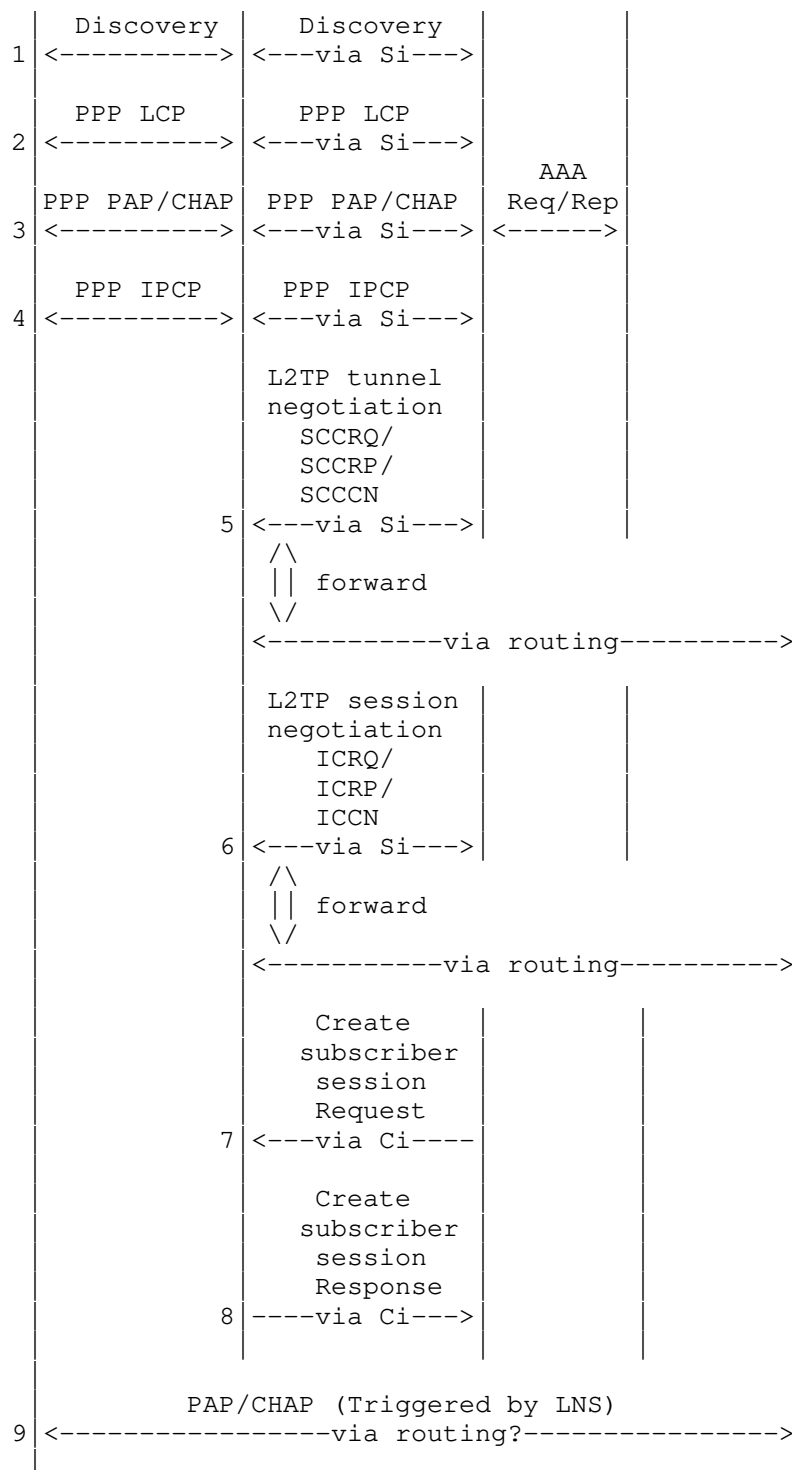 Discovery Discovery
1 <----------> <---via Si--->
PPP LCP PPP LCP
2 <----------> <---via Si--->
AAA
PPP PAP/CHAP PPP PAP/CHAP Req/Rep
3 <----------> <---via Si---> <------>
PPP IPCP PPP IPCP
4 <----------> <---via Si--->
L2TP tunnel
negotiation
SCCRQ/
SCCRP/
SCCCN
5 <---via Si--->
/\
|| forward
\/
<-----------via routing---------->
L2TP session
negotiation
ICRQ/
ICRP/
ICCN
6 <---via Si--->
/\
|| forward
\/
<-----------via routing---------->
Create
subscriber
session
Request
7 <---via Ci----
Create
subscriber
session
Response
8 ----via Ci--->
PAP/CHAP (Triggered by LNS)
9 <-----------------via routing?---------------->